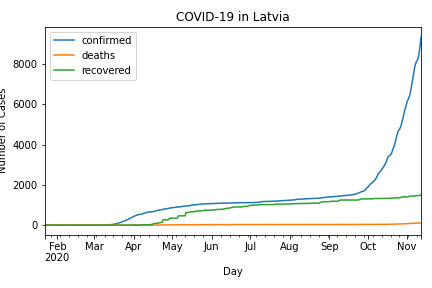 COVID-19 in Latvia
confirmed
deaths
recovered
Number of Cases
8000
6000
4000
2000
0
Feb Mar Apr May Jun Jul Aug Sep Oct Nov
2020
Day